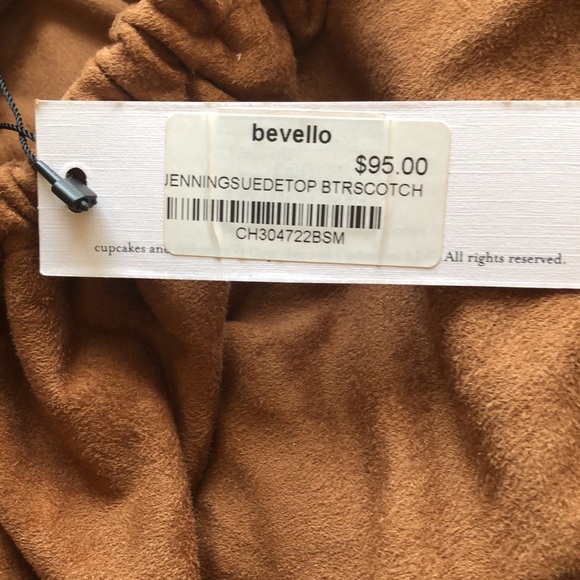 bevello
$95.00
JENNINGSUEDETOP BTRSCOTCH
CH304722BSM
cupcakes and All rights reserved.